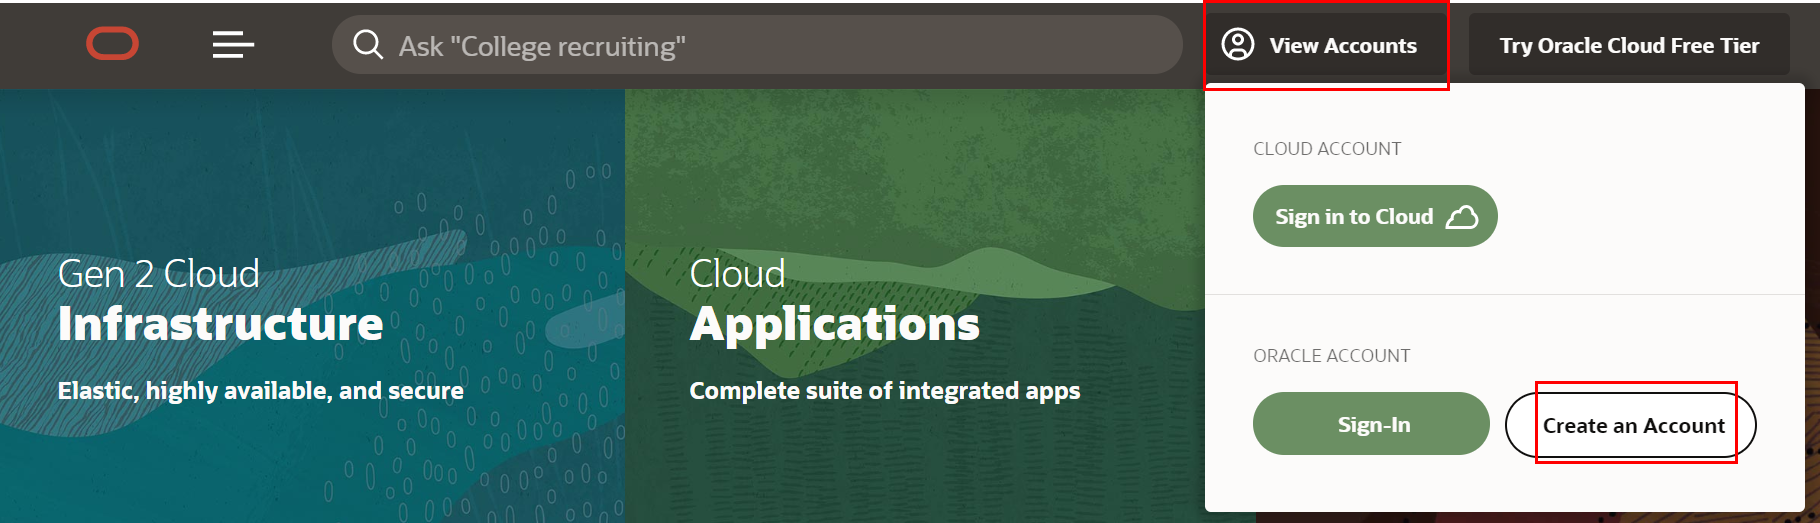 Ask "College recruiting"
View Accounts
Try Oracle Cloud Free Tier
Gen 2 Cloud
Infrastructure
Elastic, highly available, and secure
Cloud
Applications
Complete suite of integrated apps
CLOUD ACCOUNT
Sign in to Cloud
ORACLE ACCOUNT
Sign-In
Create an Account